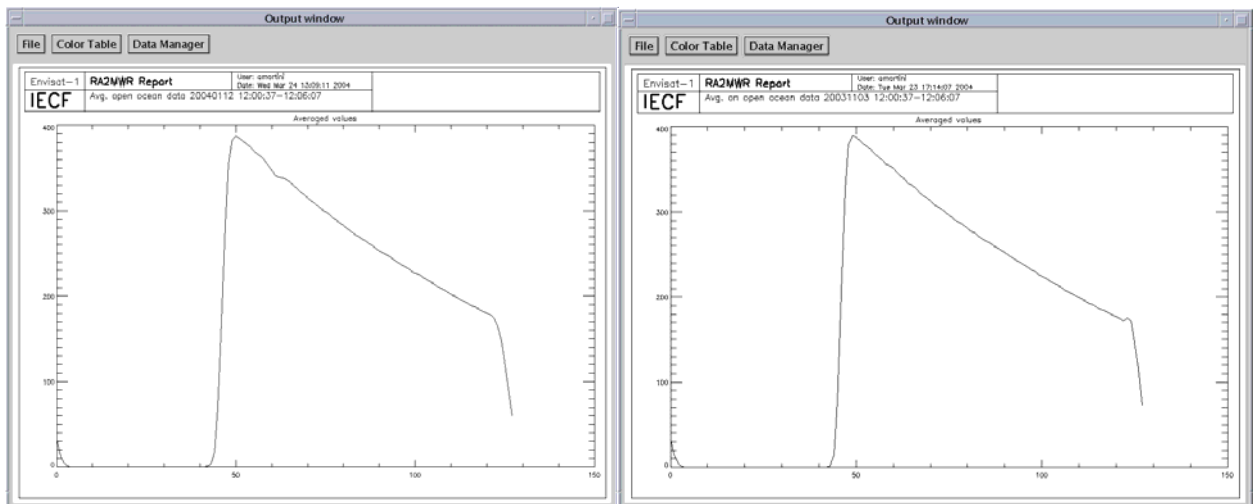 Output window
File Color Table Data Manager
Envisat-1 RA2MWR Report
User: amartini
Date: Wed Mar 24 13:09:11 2004
IECF
Avg. open ocean data 20040112 12:00:37-12:06:07
Averaged values
400
300
200
100
0
0 50 100 150
Output window
File Color Table Data Manager
Envisat-1 RA2MWR Report
User: amartini
Date: Tue Mar 23 17:14:07 2004
IECF
Avg. on open ocean data 20031103 12:00:37-12:06:07
Averaged values
400
300
200
100
0
0 50 100 150